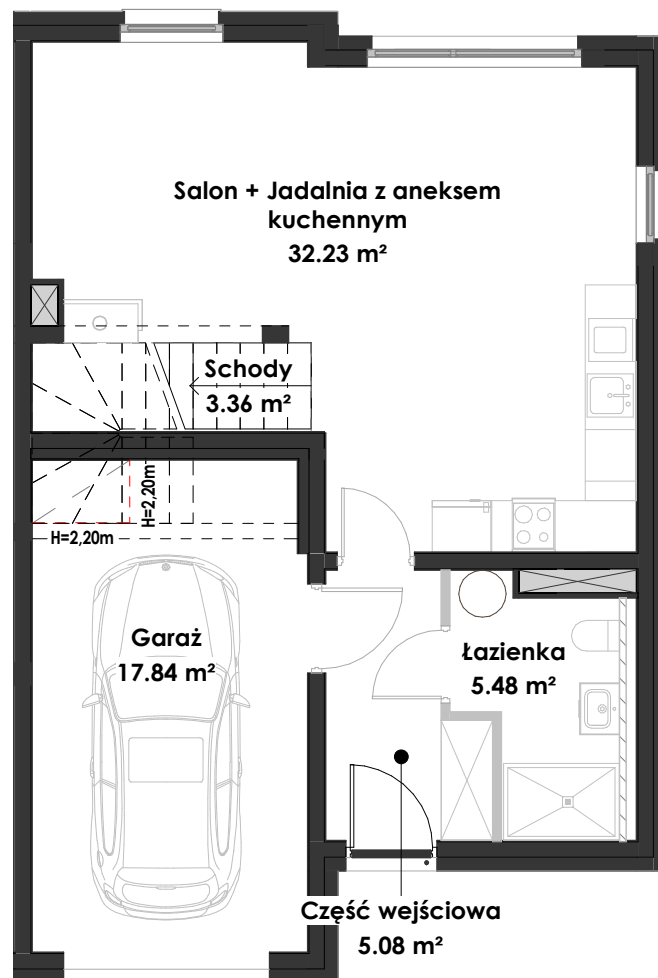 Salon + Jadalnia z aneksem
kuchennym
32.23 m²
Schody
3.36 m²
H=2,20m
H=2,20m
Garaż
17.84 m²
Łazienka
5.48 m²
Część wejściowa
5.08 m²